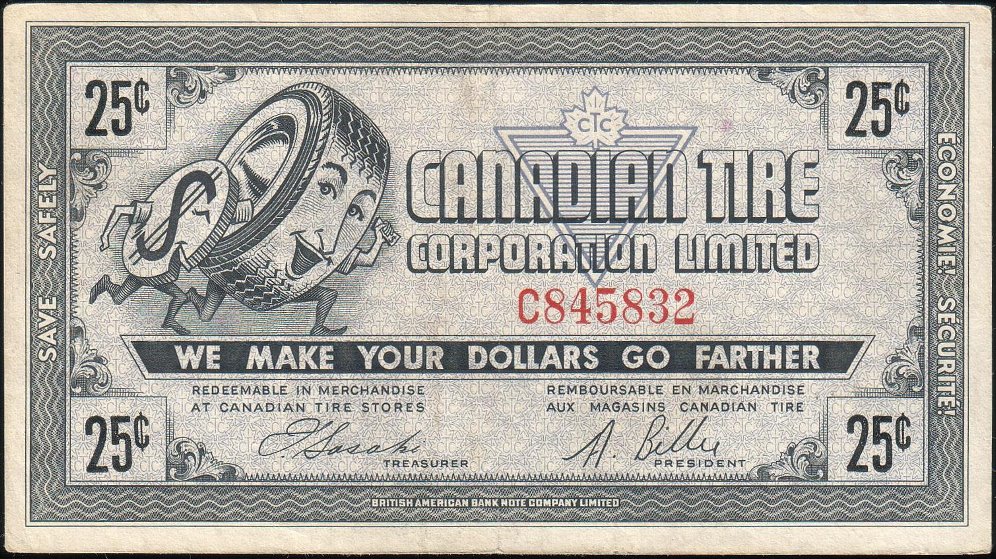 25¢
25¢
CTC
CANADIAN TIRE
CORPORATION LIMITED
C845832
SAVE SAFELY
ÉCONOMIE! SÉCURITÉ!
WE MAKE YOUR DOLLARS GO FARTHER
REDEEMABLE IN MERCHANDISE
AT CANADIAN TIRE STORES
REMBOURSABLE EN MARCHANDISE
AUX MAGASINS CANADIAN TIRE
25¢
25¢
TREASURER
A. Billes
PRESIDENT
BRITISH AMERICAN BANK NOTE COMPANY LIMITED